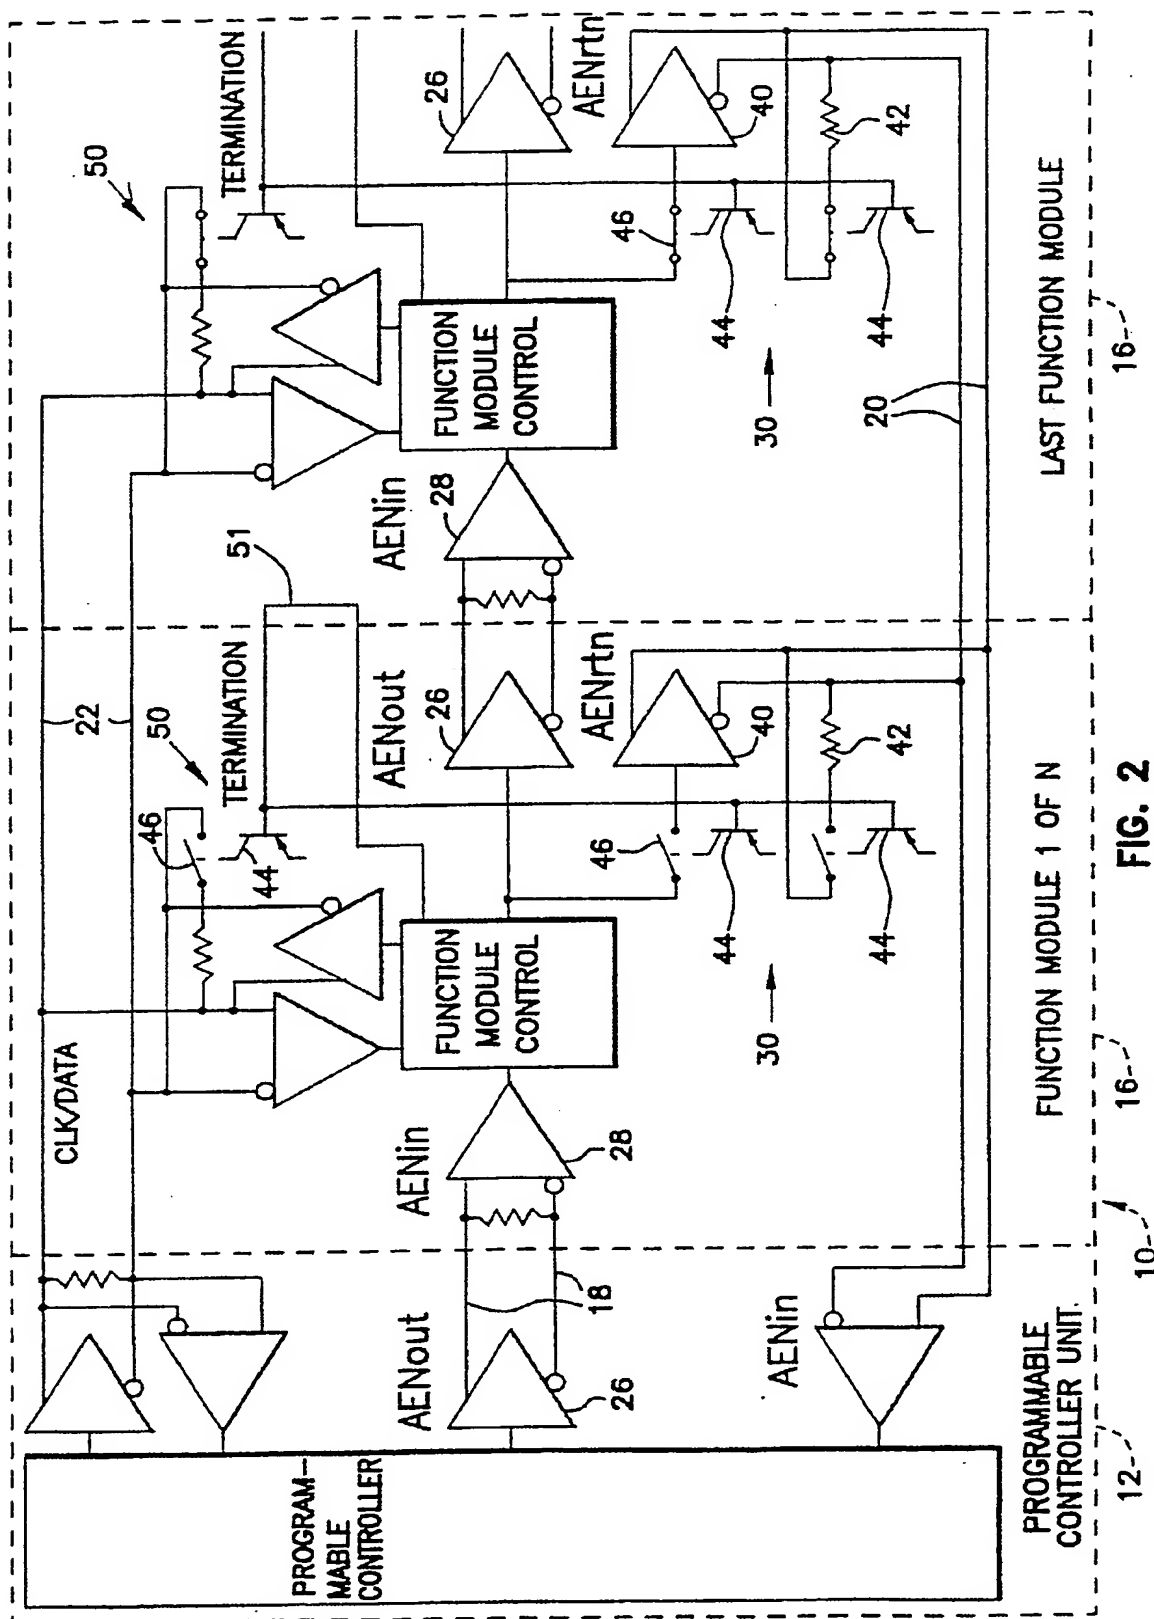 50
TERMINATION
26
AENrtn
46
40
42
44
44
30
20
FUNCTION
MODULE
CONTROL
AENin
28
LAST FUNCTION MODULE
16
51
22
50
TERMINATION
46
44
AENout
26
AENrtn
46
40
42
44
44
30
CLK/DATA
FUNCTION
MODULE
CONTROL
AENin
28
FUNCTION MODULE 1 OF N
16
10
18
AENout
26
AENin
PROGRAM-
MABLE
CONTROLLER
PROGRAMMABLE
CONTROLLER UNIT.
12
FIG. 2